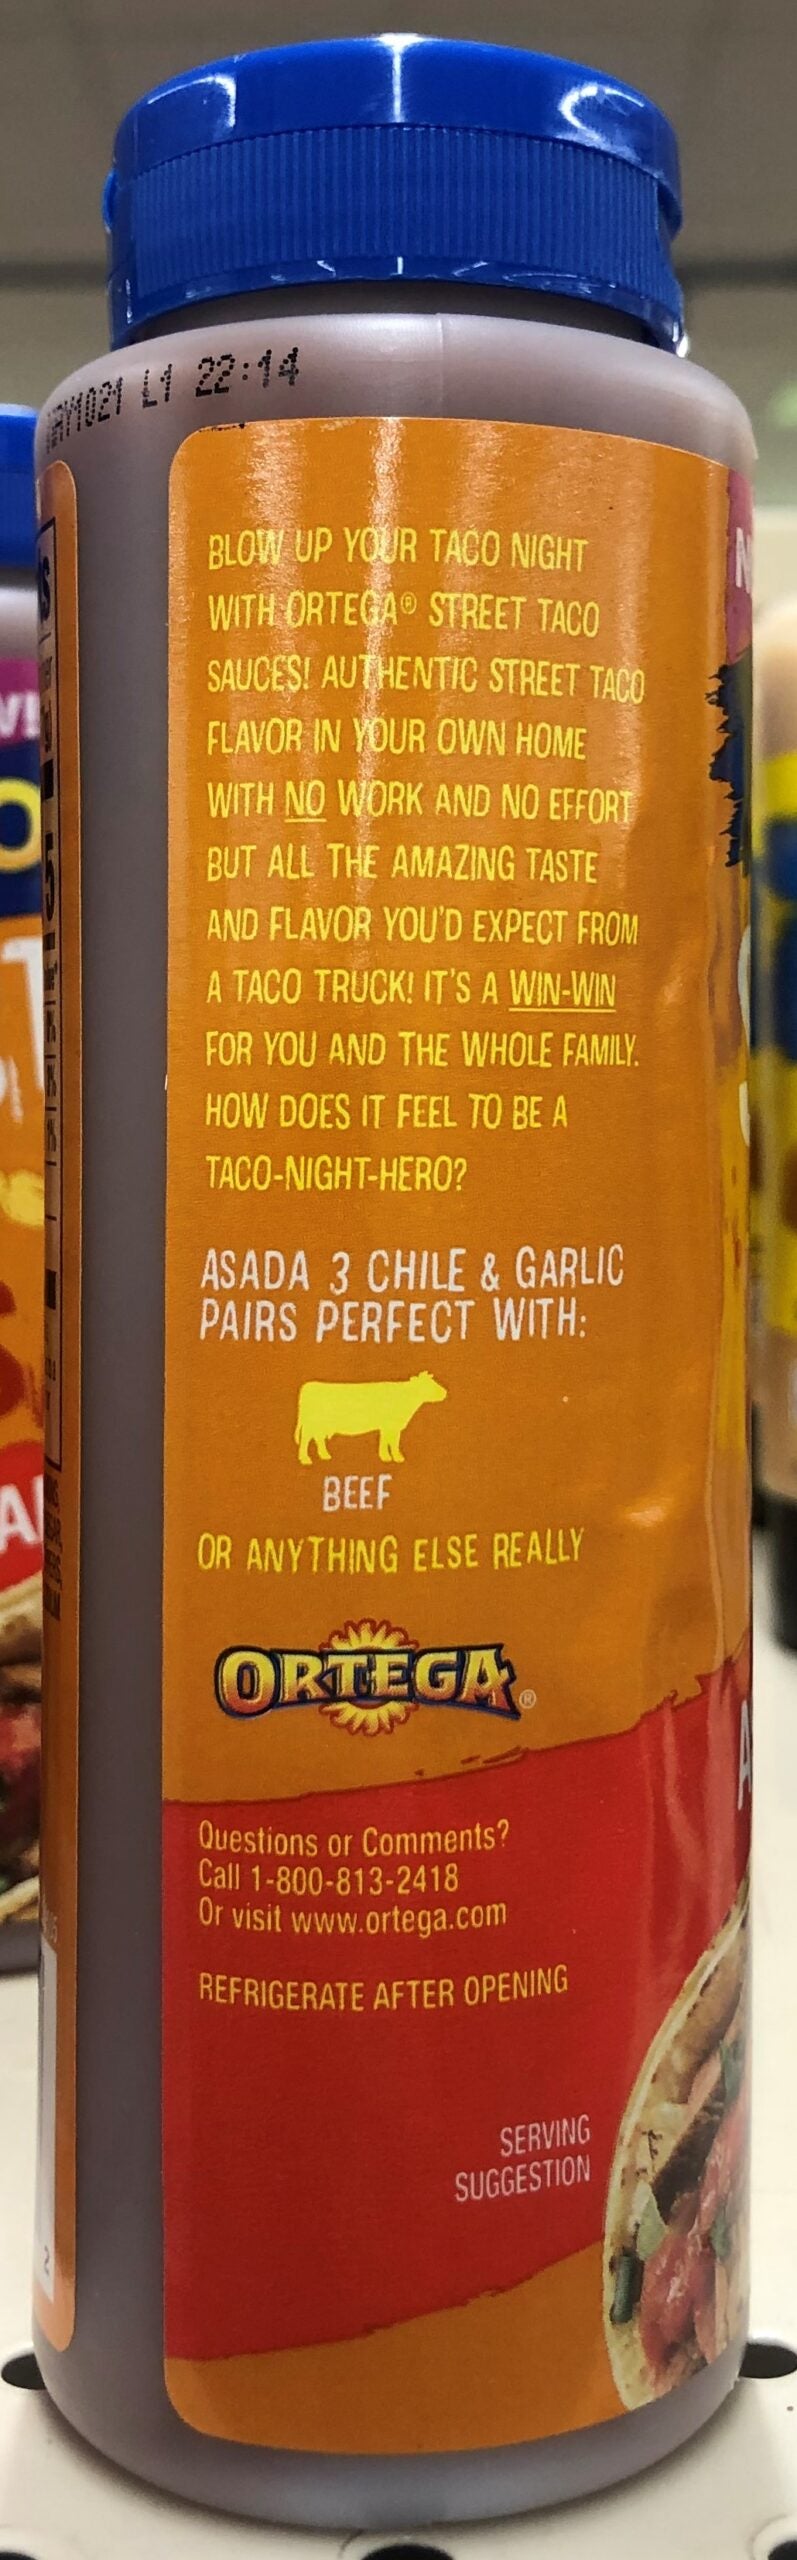 L1 22:14
BLOW UP YOUR TACO NIGHT
WITH ORTEGA® STREET TACO
SAUCES! AUTHENTIC STREET TACO
FLAVOR IN YOUR OWN HOME
WITH NO WORK AND NO EFFORT
BUT ALL THE AMAZING TASTE
AND FLAVOR YOU'D EXPECT FROM
A TACO TRUCK! IT'S A WIN-WIN
FOR YOU AND THE WHOLE FAMILY.
HOW DOES IT FEEL TO BE A
TACO-NIGHT-HERO?
ASADA 3 CHILE & GARLIC
PAIRS PERFECT WITH:
BEEF
OR ANYTHING ELSE REALLY
ORTEGA®
Questions or Comments?
Call 1-800-813-2418
Or visit www.ortega.com
REFRIGERATE AFTER OPENING
SERVING
SUGGESTION